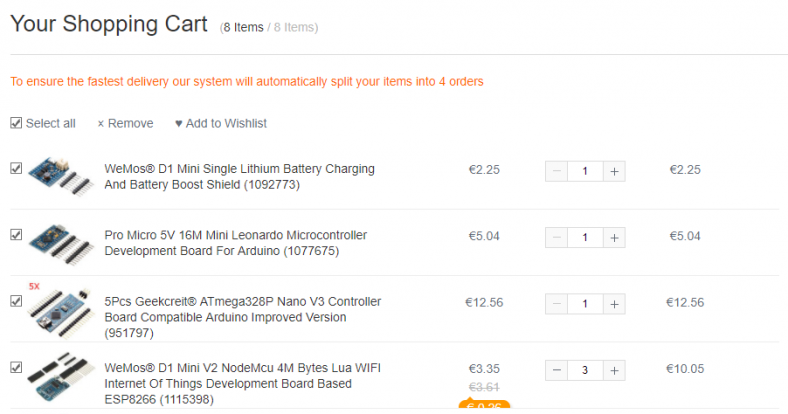 Your Shopping Cart (8 Items / 8 Items)
To ensure the fastest delivery our system will automatically split your items into 4 orders
Select all × Remove ♥ Add to Wishlist
WeMos® D1 Mini Single Lithium Battery Charging €2.25 − 1 + €2.25
And Battery Boost Shield (1092773)
Pro Micro 5V 16M Mini Leonardo Microcontroller €5.04 − 1 + €5.04
Development Board For Arduino (1077675)
5X
5Pcs Geekcreit® ATmega328P Nano V3 Controller €12.56 − 1 + €12.56
Board Compatible Arduino Improved Version
(951797)
WeMos® D1 Mini V2 NodeMcu 4M Bytes Lua WIFI €3.35 − 3 + €10.05
Internet Of Things Development Board Based €3.61
ESP8266 (1115398)